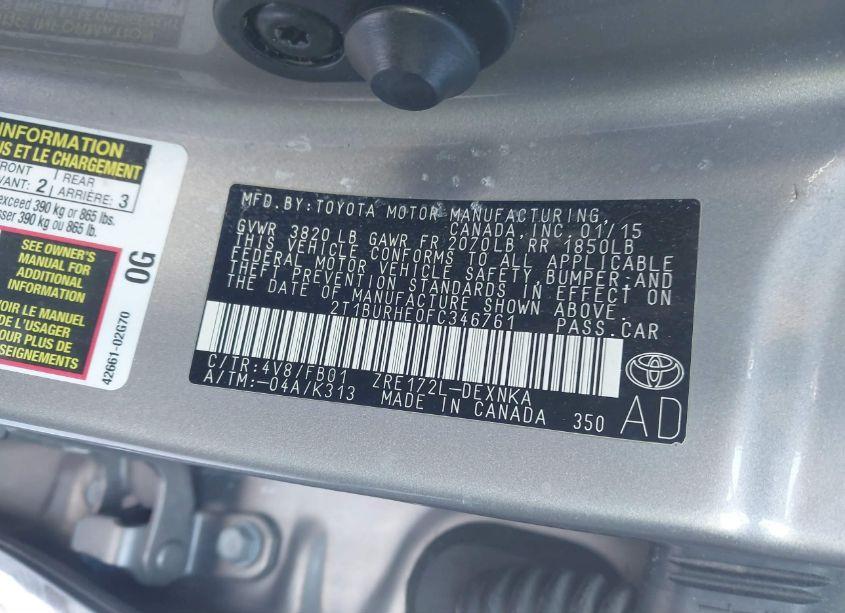 INFORMATION
IS ET LE CHARGEMENT
FRONT
VANT: 2
REAR
ARRIÈRE: 3
exceed 390 kg or 865 lbs.
sser 390 kg ou 865 lb.
SEE OWNER'S
MANUAL FOR
ADDITIONAL
INFORMATION
OIR LE MANUEL
DE L'USAGER
POUR PLUS DE
RENSEIGNEMENTS
0G
42661-02G70
MFD.BY:TOYOTA MOTOR MANUFACTURING,
CANADA, INC. 01/15
GVWR 3820 LB GAWR FR 2070LB RR 1850LB
THIS VEHICLE CONFORMS TO ALL APPLICABLE
FEDERAL MOTOR VEHICLE SAFETY, BUMPER, AND
THEFT PREVENTION STANDARDS IN EFFECT ON
THE DATE OF MANUFACTURE SHOWN ABOVE.
2T1BURHE0FC346761 PASS.CAR
C/TR:4V8/FB01 ZRE172L-DEXNKA
A/TM:-04A/K313 MADE IN CANADA 350
AD